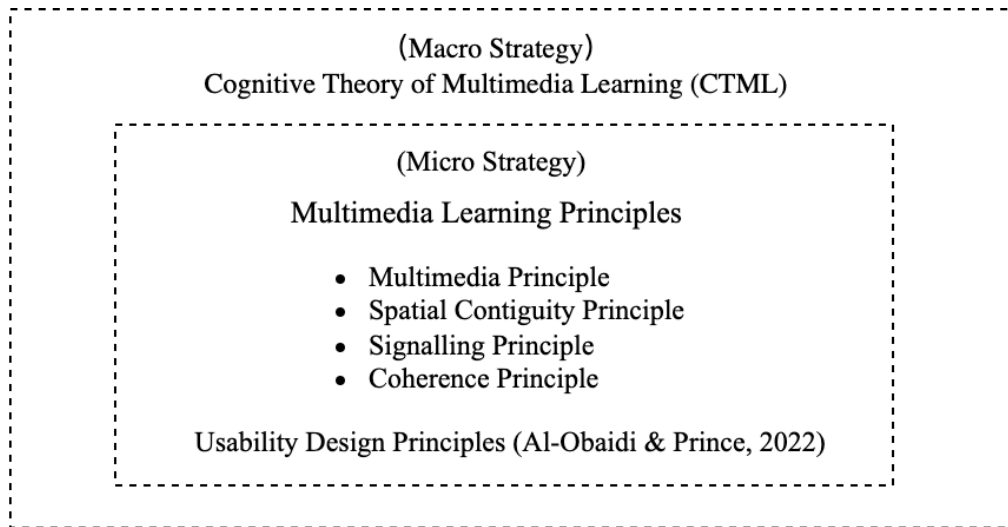 (Macro Strategy)
Cognitive Theory of Multimedia Learning (CTML)
(Micro Strategy)
Multimedia Learning Principles
• Multimedia Principle
• Spatial Contiguity Principle
• Signalling Principle
• Coherence Principle
Usability Design Principles (Al-Obaidi & Prince, 2022)